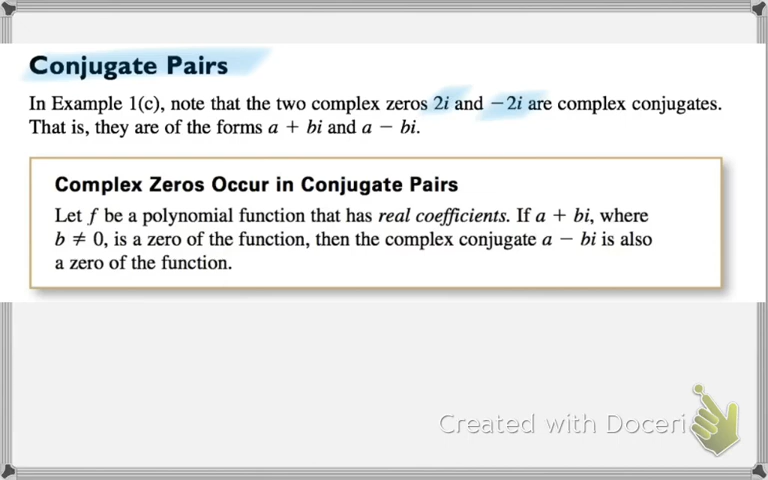 Conjugate Pairs
In Example 1(c), note that the two complex zeros 2i and −2i are complex conjugates.
That is, they are of the forms a + bi and a − bi.
Complex Zeros Occur in Conjugate Pairs
Let f be a polynomial function that has real coefficients. If a + bi, where
b ≠ 0, is a zero of the function, then the complex conjugate a − bi is also
a zero of the function.
Created with Doceri